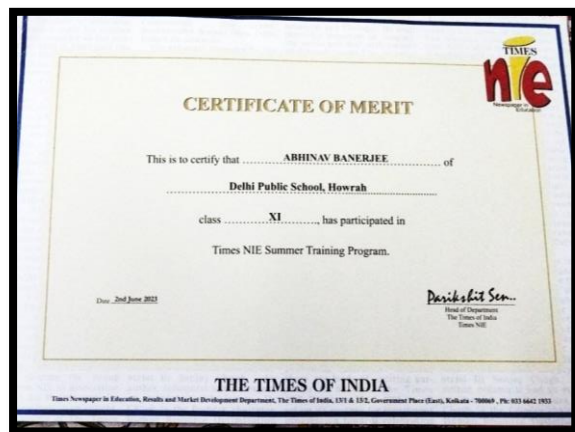 TIMES
nie
Newspaper in
Education
CERTIFICATE OF MERIT
This is to certify that ............ ABHINAV BANERJEE ............ of
Delhi Public School, Howrah
class ............ XI ............, has participated in
Times NIE Summer Training Program.
Date 2nd June 2023
Parikshit Sen..
Head of Department
The Times of India
Times NIE
THE TIMES OF INDIA
Times Newspaper in Education, Results and Market Development Department, The Times of India, 13/1 & 13/2, Government Place (East), Kolkata - 700069 , Ph: 033 6642 1933